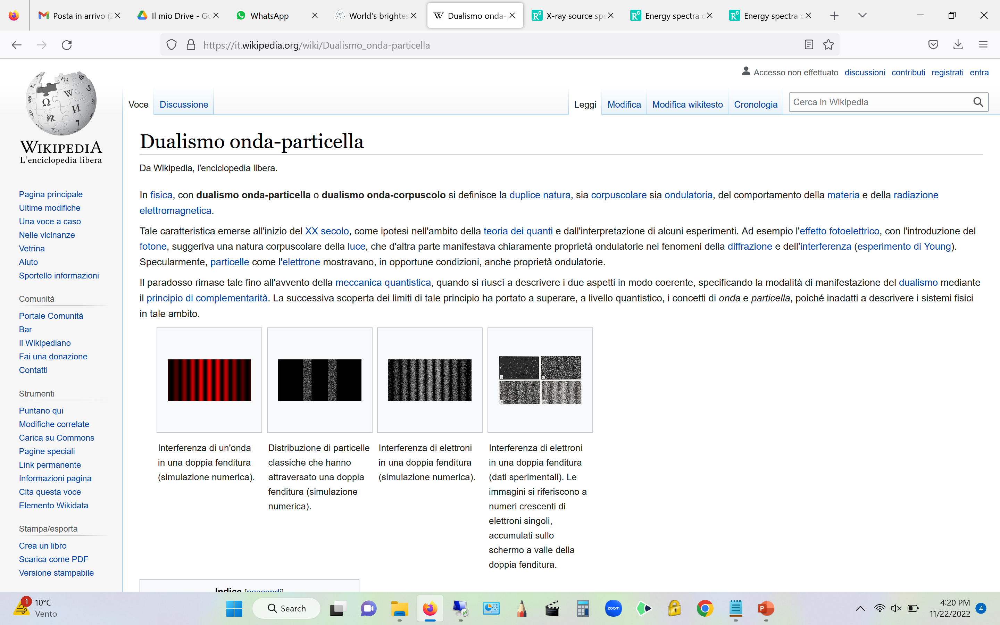 Posta in arrivo (2
Il mio Drive - Go
WhatsApp
World's brightes
Dualismo onda-
X-ray source spe
Energy spectra o
Energy spectra o
https://it.wikipedia.org/wiki/Dualismo_onda-particella
Accesso non effettuato discussioni contributi registrati entra
Voce Discussione Leggi Modifica Modifica wikitesto Cronologia Cerca in Wikipedia
WIKIPEDIA
L'enciclopedia libera
Pagina principale
Ultime modifiche
Una voce a caso
Nelle vicinanze
Vetrina
Aiuto
Sportello informazioni
Comunità
Portale Comunità
Bar
Il Wikipediano
Fai una donazione
Contatti
Strumenti
Puntano qui
Modifiche correlate
Carica su Commons
Pagine speciali
Link permanente
Informazioni pagina
Cita questa voce
Elemento Wikidata
Stampa/esporta
Crea un libro
Scarica come PDF
Versione stampabile
Dualismo onda-particella
Da Wikipedia, l'enciclopedia libera.
In fisica, con dualismo onda-particella o dualismo onda-corpuscolo si definisce la duplice natura, sia corpuscolare sia ondulatoria, del comportamento della materia e della radiazione
elettromagnetica.
Tale caratteristica emerse all'inizio del XX secolo, come ipotesi nell'ambito della teoria dei quanti e dall'interpretazione di alcuni esperimenti. Ad esempio l'effetto fotoelettrico, con l'introduzione del
fotone, suggeriva una natura corpuscolare della luce, che d'altra parte manifestava chiaramente proprietà ondulatorie nei fenomeni della diffrazione e dell'interferenza (esperimento di Young).
Specularmente, particelle come l'elettrone mostravano, in opportune condizioni, anche proprietà ondulatorie.
Il paradosso rimase tale fino all'avvento della meccanica quantistica, quando si riuscì a descrivere i due aspetti in modo coerente, specificando la modalità di manifestazione del dualismo mediante
il principio di complementarità. La successiva scoperta dei limiti di tale principio ha portato a superare, a livello quantistico, i concetti di onda e particella, poiché inadatti a descrivere i sistemi fisici
in tale ambito.
b
c
d
e
Interferenza di un'onda
in una doppia fenditura
(simulazione numerica).
Distribuzione di particelle
classiche che hanno
attraversato una doppia
fenditura (simulazione
numerica).
Interferenza di elettroni
in una doppia fenditura
(simulazione numerica).
Interferenza di elettroni
in una doppia fenditura
(dati sperimentali). Le
immagini si riferiscono a
numeri crescenti di
elettroni singoli,
accumulati sullo
schermo a valle della
doppia fenditura.
Indice [nascondi]
1
10°C
Vento
Search
zoom
4:20 PM
11/22/2022
4